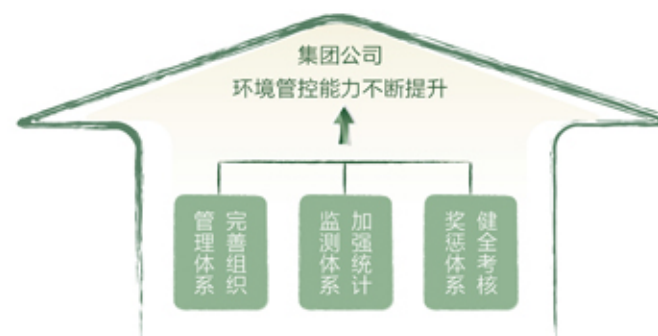 集团公司
环境管控能力不断提升
完善组织
管理体系
加强统计
监测体系
健全考核
奖惩体系